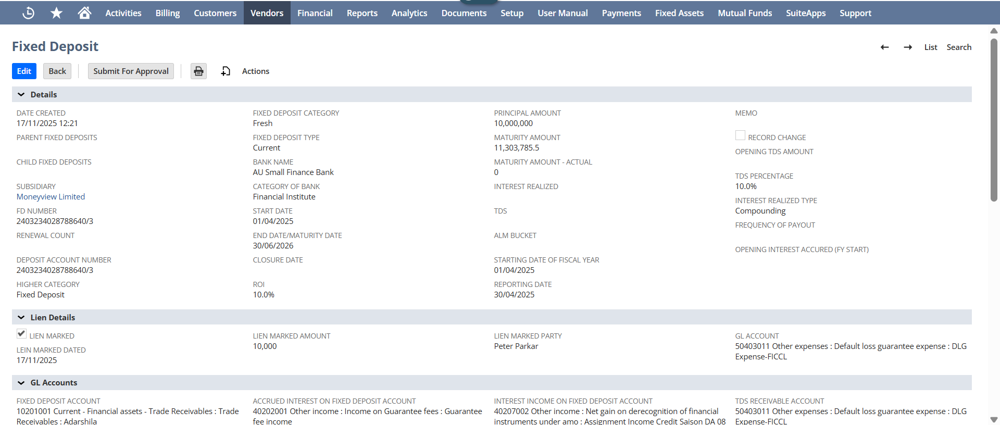 Activities Billing Customers Vendors Financial Reports Analytics Documents Setup User Manual Payments Fixed Assets Mutual Funds SuiteApps Support
Fixed Deposit
List Search
Edit Back Submit For Approval Actions
Details
DATE CREATED
17/11/2025 12:21
PARENT FIXED DEPOSITS
CHILD FIXED DEPOSITS
SUBSIDIARY
Moneyview Limited
FD NUMBER
2403234028788640/3
RENEWAL COUNT
DEPOSIT ACCOUNT NUMBER
2403234028788640/3
HIGHER CATEGORY
Fixed Deposit
FIXED DEPOSIT CATEGORY
Fresh
FIXED DEPOSIT TYPE
Current
BANK NAME
AU Small Finance Bank
CATEGORY OF BANK
Financial Institute
START DATE
01/04/2025
END DATE/MATURITY DATE
30/06/2026
CLOSURE DATE
ROI
10.0%
PRINCIPAL AMOUNT
10,000,000
MATURITY AMOUNT
11,303,785.5
MATURITY AMOUNT - ACTUAL
0
INTEREST REALIZED
TDS
ALM BUCKET
STARTING DATE OF FISCAL YEAR
01/04/2025
REPORTING DATE
30/04/2025
MEMO
RECORD CHANGE
OPENING TDS AMOUNT
TDS PERCENTAGE
10.0%
INTEREST REALIZED TYPE
Compounding
FREQUENCY OF PAYOUT
OPENING INTEREST ACCURED (FY START)
Lien Details
LIEN MARKED
LEIN MARKED DATED
17/11/2025
LIEN MARKED AMOUNT
10,000
LIEN MARKED PARTY
Peter Parkar
GL ACCOUNT
50403011 Other expenses : Default loss guarantee expense : DLG
Expense-FICCL
GL Accounts
FIXED DEPOSIT ACCOUNT
10201001 Current - Financial assets - Trade Receivables : Trade
Receivables : Adarshila
ACCRUED INTEREST ON FIXED DEPOSIT ACCOUNT
40202001 Other income : Income on Guarantee fees : Guarantee
fee income
INTEREST INCOME ON FIXED DEPOSIT ACCOUNT
40207002 Other income : Net gain on derecognition of financial
instruments under amo : Assignment Income Credit Saison DA 08
TDS RECEIVABLE ACCOUNT
50403011 Other expenses : Default loss guarantee expense : DLG
Expense-FICCL